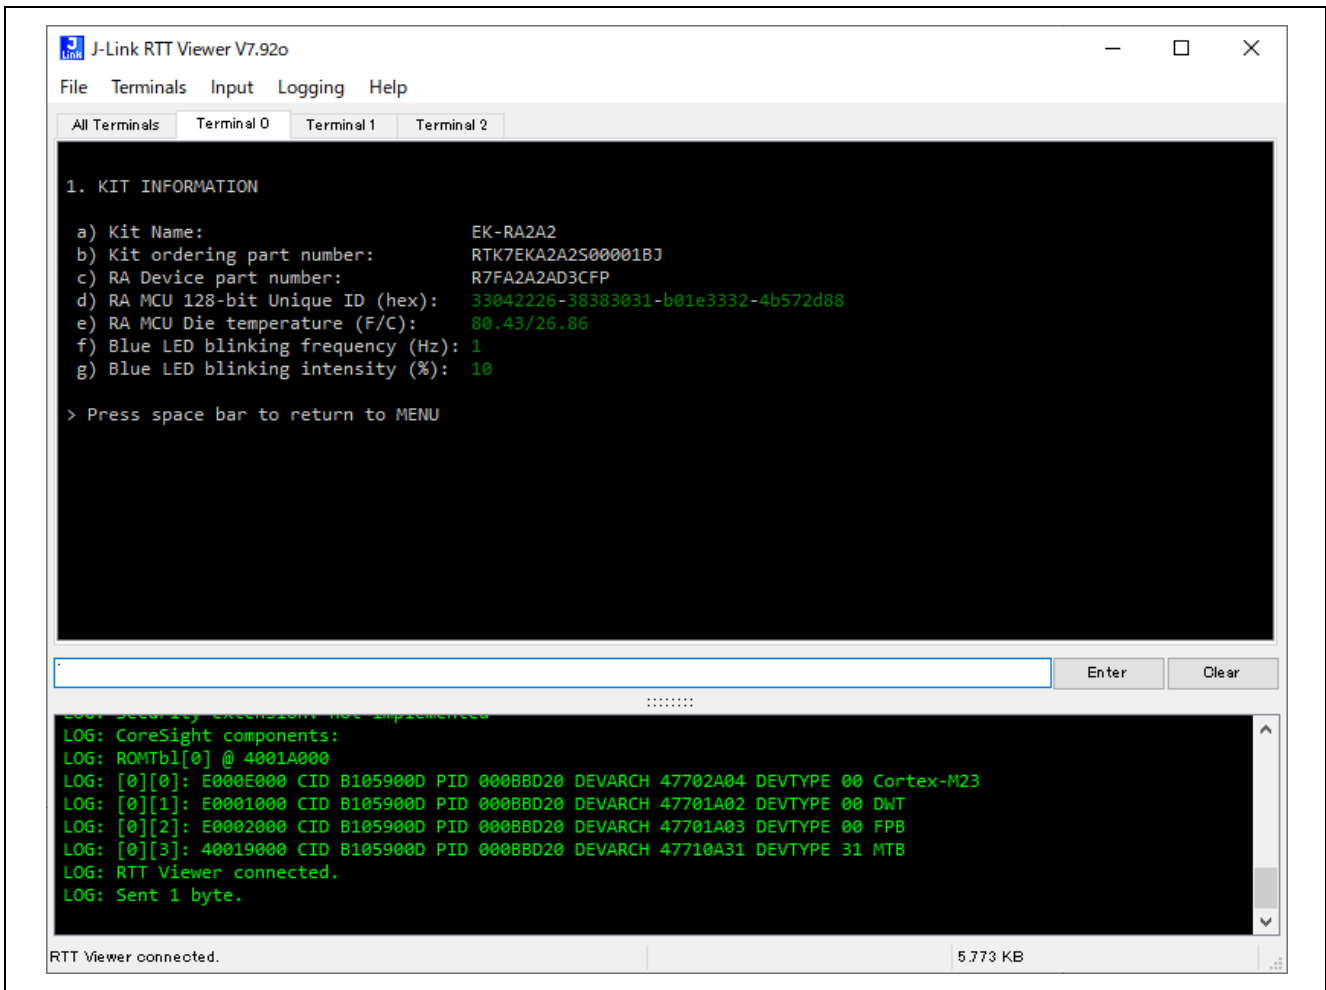 J-Link RTT Viewer V7.92o
File Terminals Input Logging Help
All Terminals Terminal 0 Terminal 1 Terminal 2
1. KIT INFORMATION
a) Kit Name: EK-RA2A2
b) Kit ordering part number: RTK7EKA2A2S00001BJ
c) RA Device part number: R7FA2A2AD3CFP
d) RA MCU 128-bit Unique ID (hex): 33042226-38383031-b01e3332-4b572d88
e) RA MCU Die temperature (F/C): 80.43/26.86
f) Blue LED blinking frequency (Hz): 1
g) Blue LED blinking intensity (%): 10
> Press space bar to return to MENU
Enter Clear
LOG: Security extension: not implemented
LOG: CoreSight components:
LOG: ROMTbl[0] @ 4001A000
LOG: [0][0]: E000E000 CID B105900D PID 000BBD20 DEVARCH 47702A04 DEVTYPE 00 Cortex-M23
LOG: [0][1]: E0001000 CID B105900D PID 000BBD20 DEVARCH 47701A02 DEVTYPE 00 DWT
LOG: [0][2]: E0002000 CID B105900D PID 000BBD20 DEVARCH 47701A03 DEVTYPE 00 FPB
LOG: [0][3]: 40019000 CID B105900D PID 000BBD20 DEVARCH 47710A31 DEVTYPE 31 MTB
LOG: RTT Viewer connected.
LOG: Sent 1 byte.
RTT Viewer connected. 5.773 KB